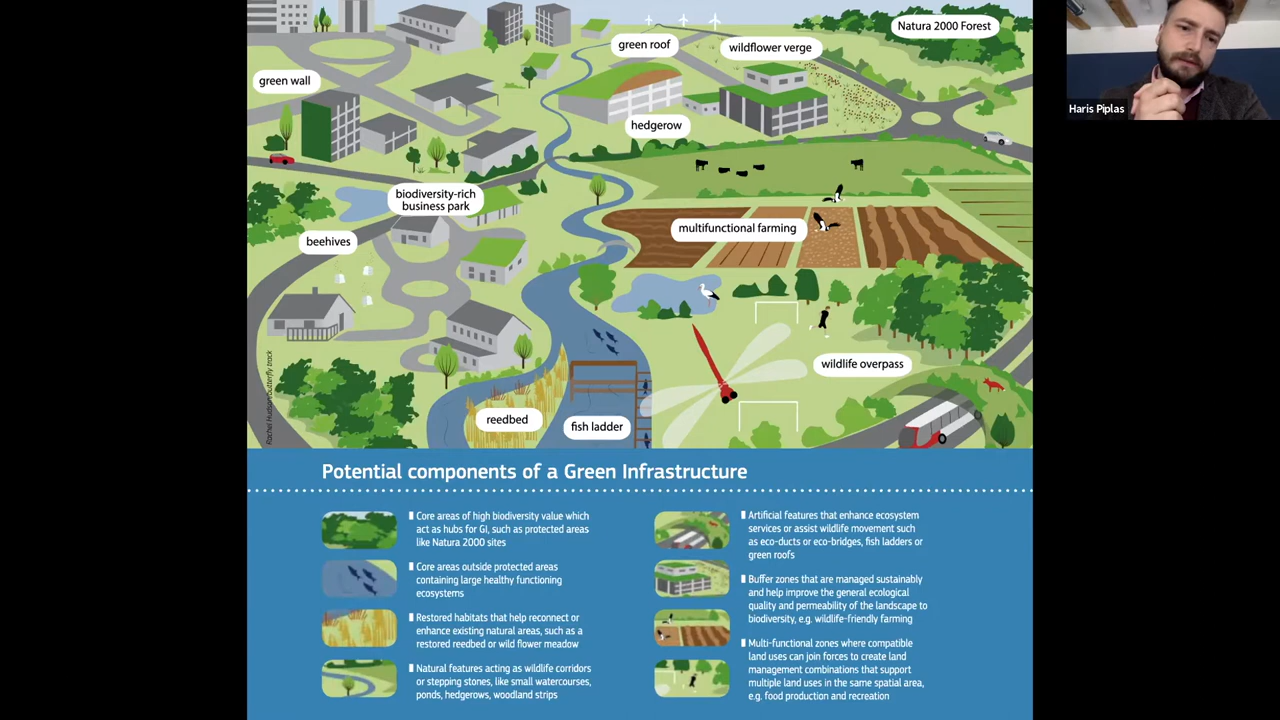 Natura 2000 Forest
Haris Piplas
green roof
wildflower verge
green wall
hedgerow
biodiversity-rich
business park
multifunctional farming
beehives
wildlife overpass
reedbed
fish ladder
Rachel Hudson/butterfly track
Potential components of a Green Infrastructure
Core areas of high biodiversity value which
act as hubs for GI, such as protected areas
like Natura 2000 sites
Core areas outside protected areas
containing large healthy functioning
ecosystems
Restored habitats that help reconnect or
enhance existing natural areas, such as a
restored reedbed or wild flower meadow
Natural features acting as wildlife corridors
or stepping stones, like small watercourses,
ponds, hedgerows, woodland strips
Artificial features that enhance ecosystem
services or assist wildlife movement such
as eco-ducts or eco-bridges, fish ladders or
green roofs
Buffer zones that are managed sustainably
and help improve the general ecological
quality and permeability of the landscape to
biodiversity, e.g. wildlife-friendly farming
Multi-functional zones where compatible
land uses can join forces to create land
management combinations that support
multiple land uses in the same spatial area,
e.g. food production and recreation